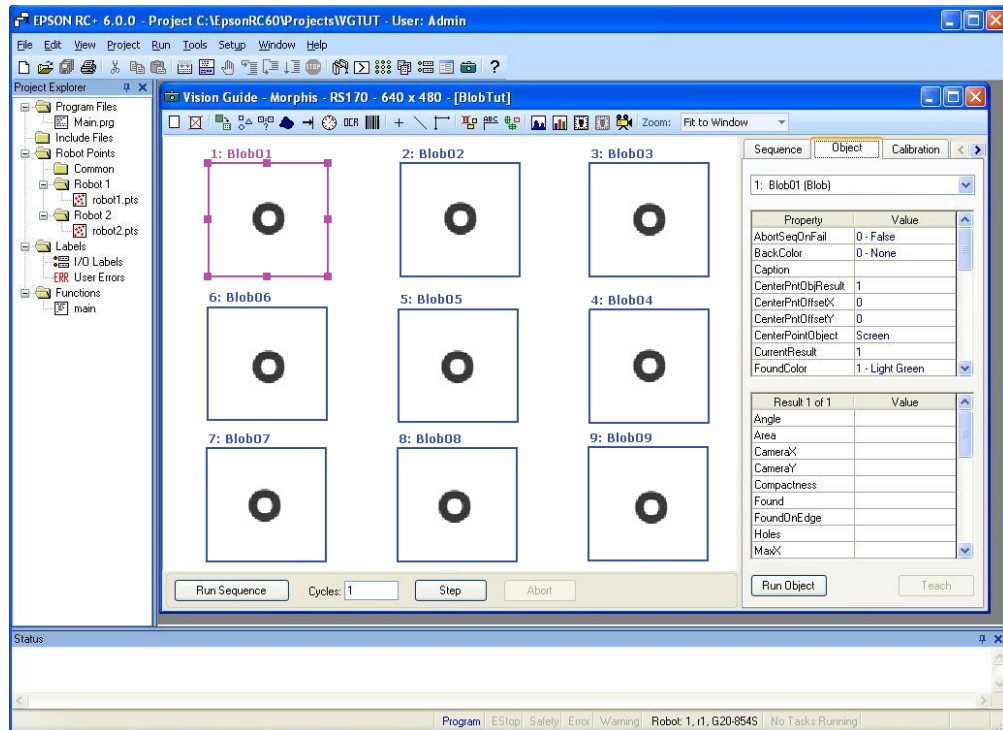 EPSON RC+ 6.0.0 - Project C:\EpsonRC60\Projects\VGTUT - User: Admin
File Edit View Project Run Tools Setup Window Help
Project Explorer
Program Files
Main.prg
Include Files
Robot Points
Common
Robot 1
robot1.pts
Robot 2
robot2.pts
Labels
I/O Labels
ERR User Errors
Functions
main
Vision Guide - Morphis - RS170 - 640 x 480 - [BlobTut]
OCR ABC Zoom: Fit to Window
1: Blob01 2: Blob02 3: Blob03
6: Blob06 5: Blob05 4: Blob04
7: Blob07 8: Blob08 9: Blob09
Run Sequence Cycles: 1 Step Abort
Sequence Object Calibration
1: Blob01 (Blob)
Property Value
AbortSeqOnFail 0 - False
BackColor 0 - None
Caption
CenterPntObjResult 1
CenterPntOffsetX 0
CenterPntOffsetY 0
CenterPointObject Screen
CurrentResult 1
FoundColor 1 - Light Green
Result 1 of 1 Value
Angle
Area
CameraX
CameraY
Compactness
Found
FoundOnEdge
Holes
MaxX
Run Object Teach
Status
Program EStop Safety Error Warning Robot: 1, r1, G20-854S No Tasks Running